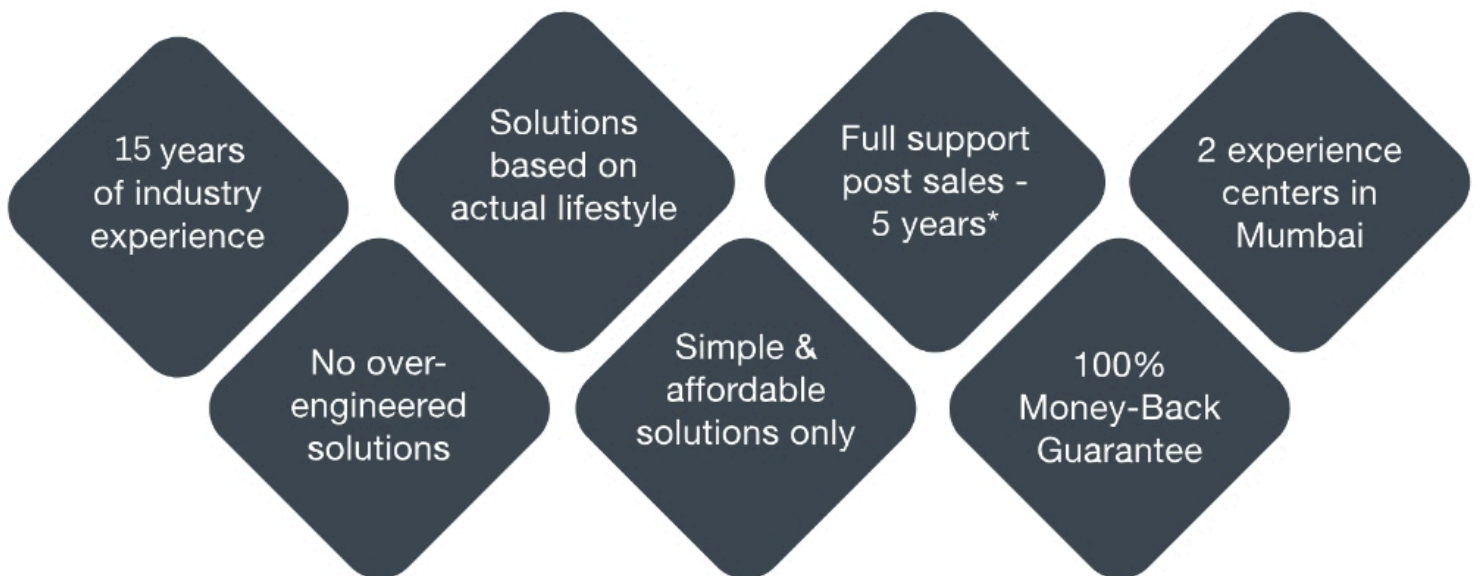 15 years
of industry
experience
Solutions
based on
actual lifestyle
Full support
post sales -
5 years*
2 experience
centers in
Mumbai
No over-
engineered
solutions
Simple &
affordable
solutions only
100%
Money-Back
Guarantee